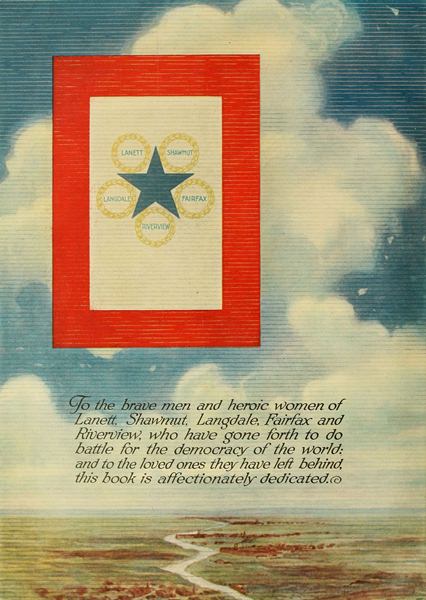 LANETT SHAWMUT
LANGDALE FAIRFAX
RIVERVIEW
To the brave men and heroic women of
Lanett, Shawmut, Langdale, Fairfax and
Riverview, who have gone forth to do
battle for the democracy of the world:
and to the loved ones they have left behind,
this book is affectionately dedicated.